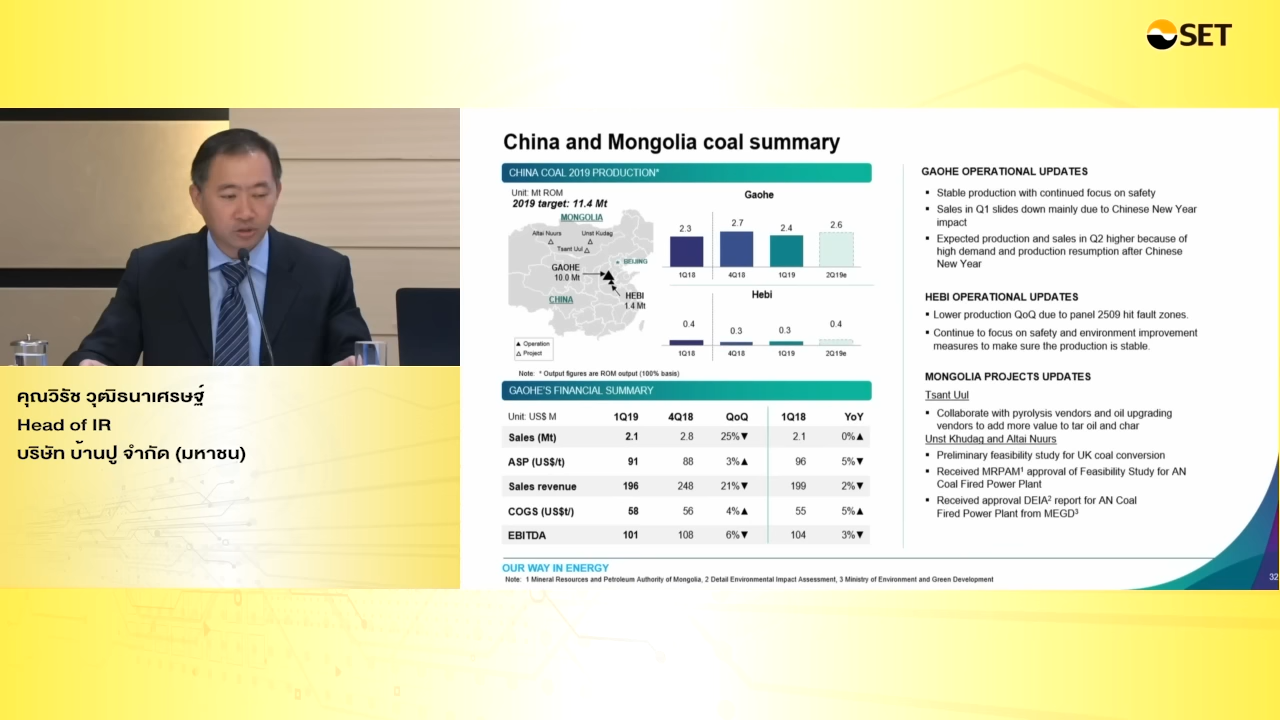 SET
China and Mongolia coal summary
CHINA COAL 2019 PRODUCTION*
Unit: Mt ROM
2019 target: 11.4 Mt
MONGOLIA
Altai Nuurs
Unst Kudag
Tsant Uul
BEIJING
GAOHE
10.0 Mt
CHINA
HEBI
1.4 Mt
▲ Operation
△ Project
Gaohe
2.3 2.7 2.4 2.6
1Q18 4Q18 1Q19 2Q19e
Hebi
0.4 0.3 0.3 0.4
1Q18 4Q18 1Q19 2Q19e
Note: * Output figures are ROM output (100% basis)
GAOHE'S FINANCIAL SUMMARY
Unit: US$ M 1Q19 4Q18 QoQ 1Q18 YoY
Sales (Mt) 2.1 2.8 25%▼ 2.1 0%▲
ASP (US$/t) 91 88 3%▲ 96 5%▼
Sales revenue 196 248 21%▼ 199 2%▼
COGS (US$t/) 58 56 4%▲ 55 5%▲
EBITDA 101 108 6%▼ 104 3%▼
GAOHE OPERATIONAL UPDATES
▪ Stable production with continued focus on safety
▪ Sales in Q1 slides down mainly due to Chinese New Year
impact
▪ Expected production and sales in Q2 higher because of
high demand and production resumption after Chinese
New Year
HEBI OPERATIONAL UPDATES
▪ Lower production QoQ due to panel 2509 hit fault zones.
▪ Continue to focus on safety and environment improvement
measures to make sure the production is stable.
MONGOLIA PROJECTS UPDATES
Tsant Uul
▪ Collaborate with pyrolysis vendors and oil upgrading
vendors to add more value to tar oil and char
Unst Khudag and Altai Nuurs
▪ Preliminary feasibility study for UK coal conversion
▪ Received MRPAM¹ approval of Feasibility Study for AN
Coal Fired Power Plant
▪ Received approval DEIA² report for AN Coal
Fired Power Plant from MEGD³
OUR WAY IN ENERGY
Note: 1 Mineral Resources and Petroleum Authority of Mongolia, 2 Detail Environmental Impact Assessment, 3 Ministry of Environment and Green Development
32
คุณวิรัช วุฒิธนาเศรษฐ์
Head of IR
บริษัท บ้านปู จำกัด (มหาชน)